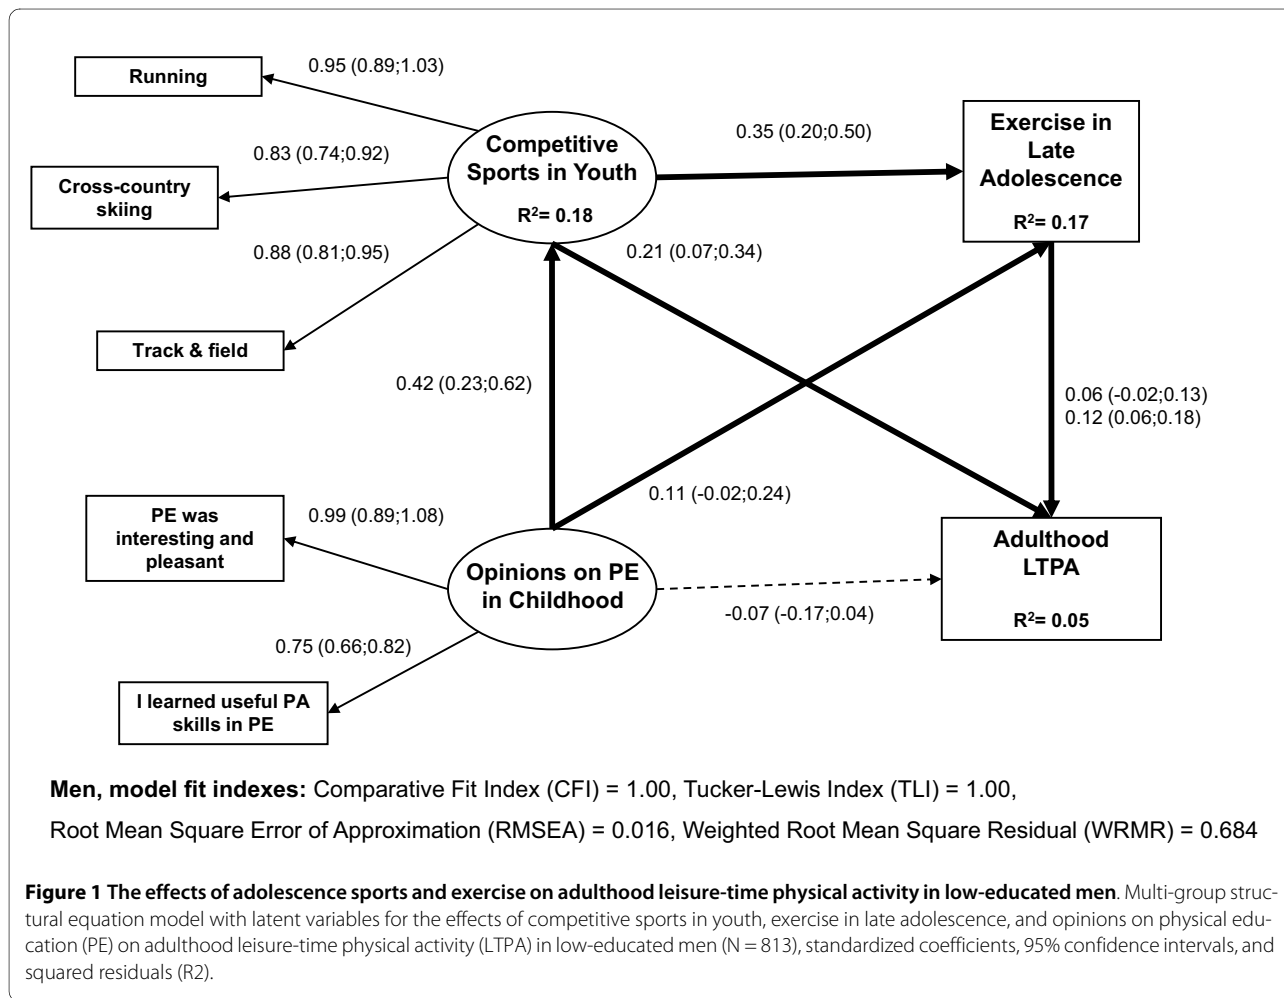 Running
0.95 (0.89;1.03)
Cross-country
skiing
0.83 (0.74;0.92)
Track & field
0.88 (0.81;0.95)
Competitive
Sports in Youth
R²= 0.18
0.35 (0.20;0.50)
Exercise in
Late
Adolescence
R²= 0.17
0.21 (0.07;0.34)
0.42 (0.23;0.62)
0.06 (-0.02;0.13)
0.12 (0.06;0.18)
0.11 (-0.02;0.24)
PE was
interesting and
pleasant
0.99 (0.89;1.08)
Opinions on PE
in Childhood
-0.07 (-0.17;0.04)
Adulthood
LTPA
R²= 0.05
0.75 (0.66;0.82)
I learned useful PA
skills in PE
Men, model fit indexes: Comparative Fit Index (CFI) = 1.00, Tucker-Lewis Index (TLI) = 1.00,
Root Mean Square Error of Approximation (RMSEA) = 0.016, Weighted Root Mean Square Residual (WRMR) = 0.684
Figure 1 The effects of adolescence sports and exercise on adulthood leisure-time physical activity in low-educated men. Multi-group struc-
tural equation model with latent variables for the effects of competitive sports in youth, exercise in late adolescence, and opinions on physical edu-
cation (PE) on adulthood leisure-time physical activity (LTPA) in low-educated men (N = 813), standardized coefficients, 95% confidence intervals, and
squared residuals (R2).